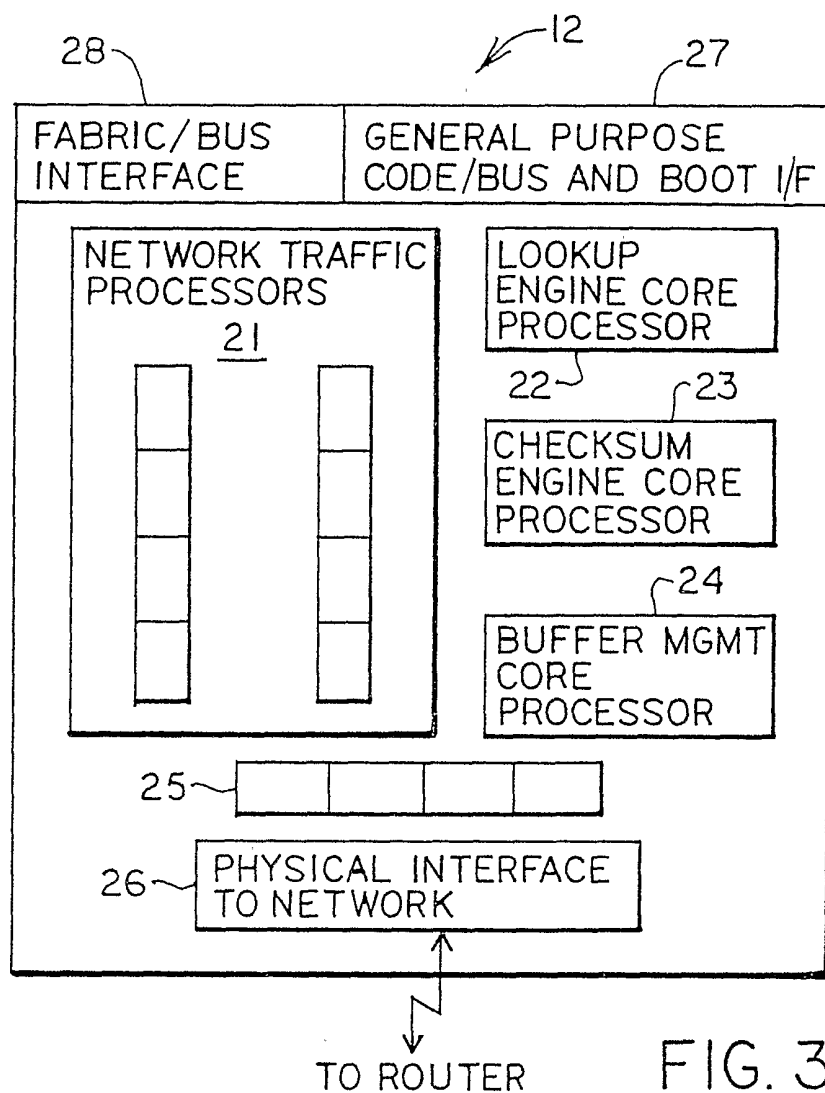 12
28
27
FABRIC/BUS
INTERFACE
GENERAL PURPOSE
CODE/BUS AND BOOT I/F
NETWORK TRAFFIC
PROCESSORS
21
LOOKUP
ENGINE CORE
PROCESSOR
22
23
CHECKSUM
ENGINE CORE
PROCESSOR
24
BUFFER MGMT
CORE
PROCESSOR
25
26
PHYSICAL INTERFACE
TO NETWORK
TO ROUTER
FIG. 3